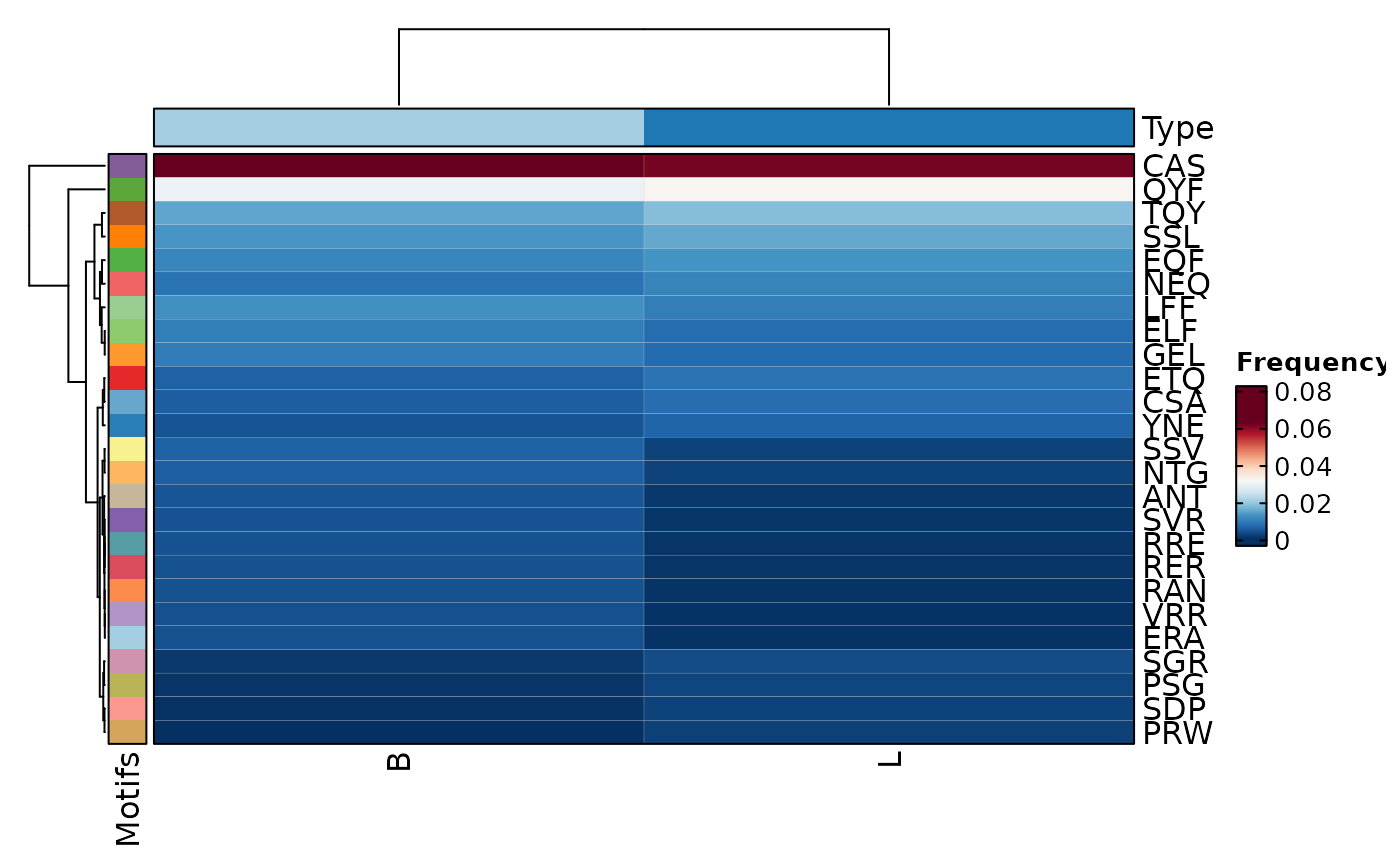 Type
CAS
QYF
TQY
SSL
EQF
NEQ
LFF
ELF
GEL
ETQ
CSA
YNE
SSV
NTG
ANT
SVR
RRE
RER
RAN
VRR
ERA
SGR
PSG
SDP
PRW
Motifs
B
L
Frequency
0.08
0.06
0.04
0.02
0